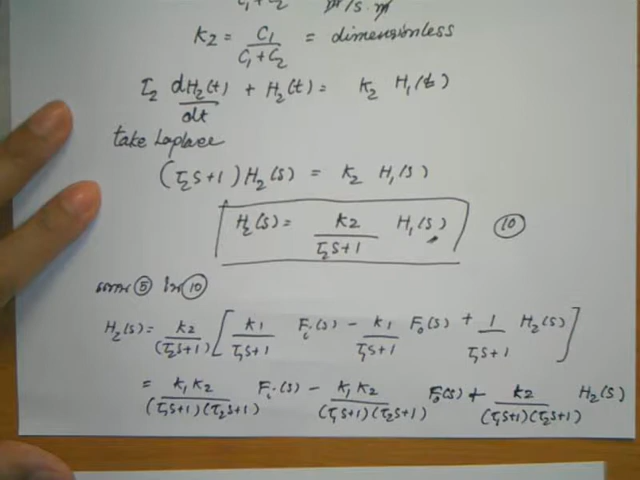 C₁+C₂ m²/s·m
K₂ = C₁/(C₁+C₂) = dimensionless
τ₂ dH₂(t)/dt + H₂(t) = K₂ H₁(t)
take Laplace
(τ₂s+1)H₂(s) = K₂ H₁(s)
H₂(s) = K₂/(τ₂s+1) H₁(s) (10)
(5) in (10)
H₂(s) = K₂/(τ₂s+1) [ K₁/(τ₁s+1) Fᵢ(s) − K₁/(τ₁s+1) F₀(s) + 1/(τ₁s+1) H₂(s) ]
= K₁K₂/((τ₁s+1)(τ₂s+1)) Fᵢ(s) − K₁K₂/((τ₁s+1)(τ₂s+1)) F₀(s) + K₂/((τ₁s+1)(τ₂s+1)) H₂(s)